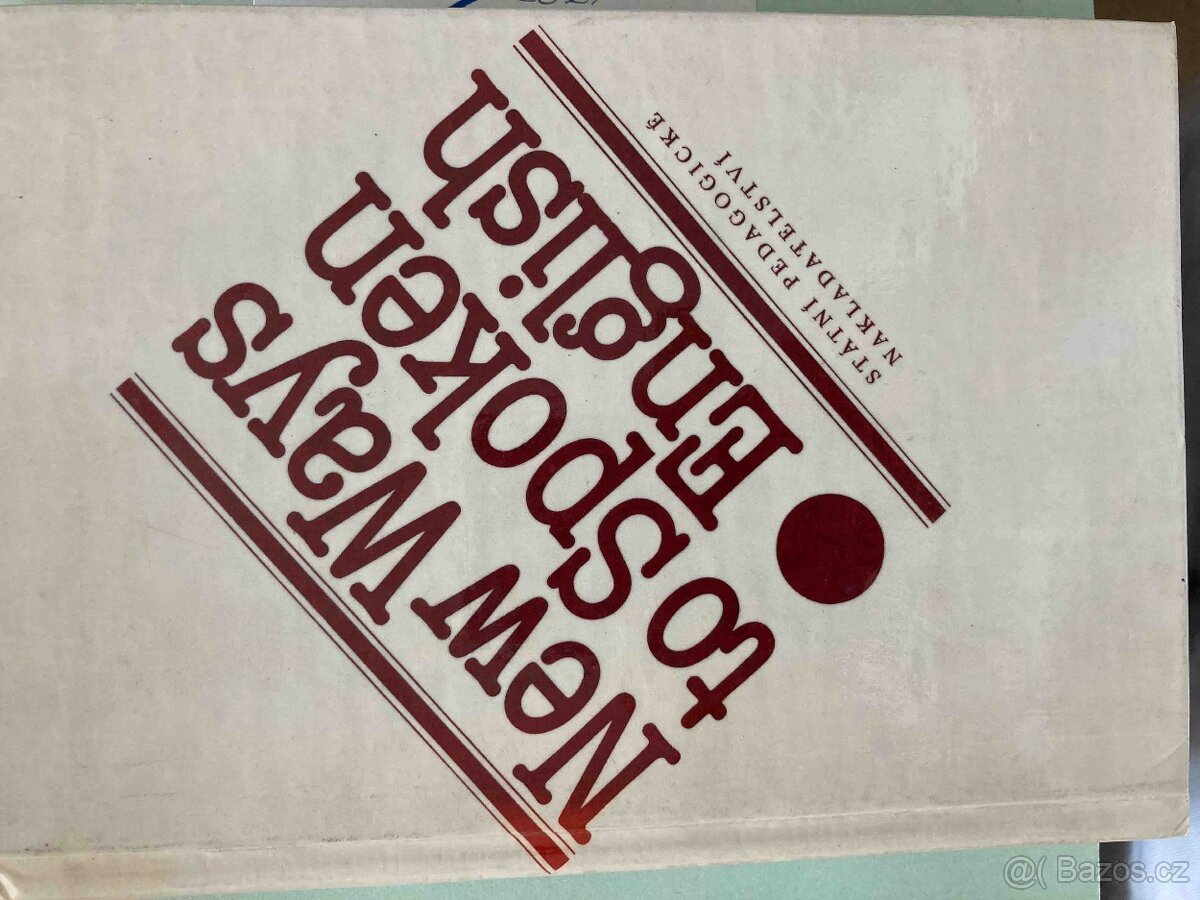 New Ways
to Spoken
English
STÁTNÍ PEDAGOGICKÉ
NAKLADATELSTVÍ
@( Bazos.cz